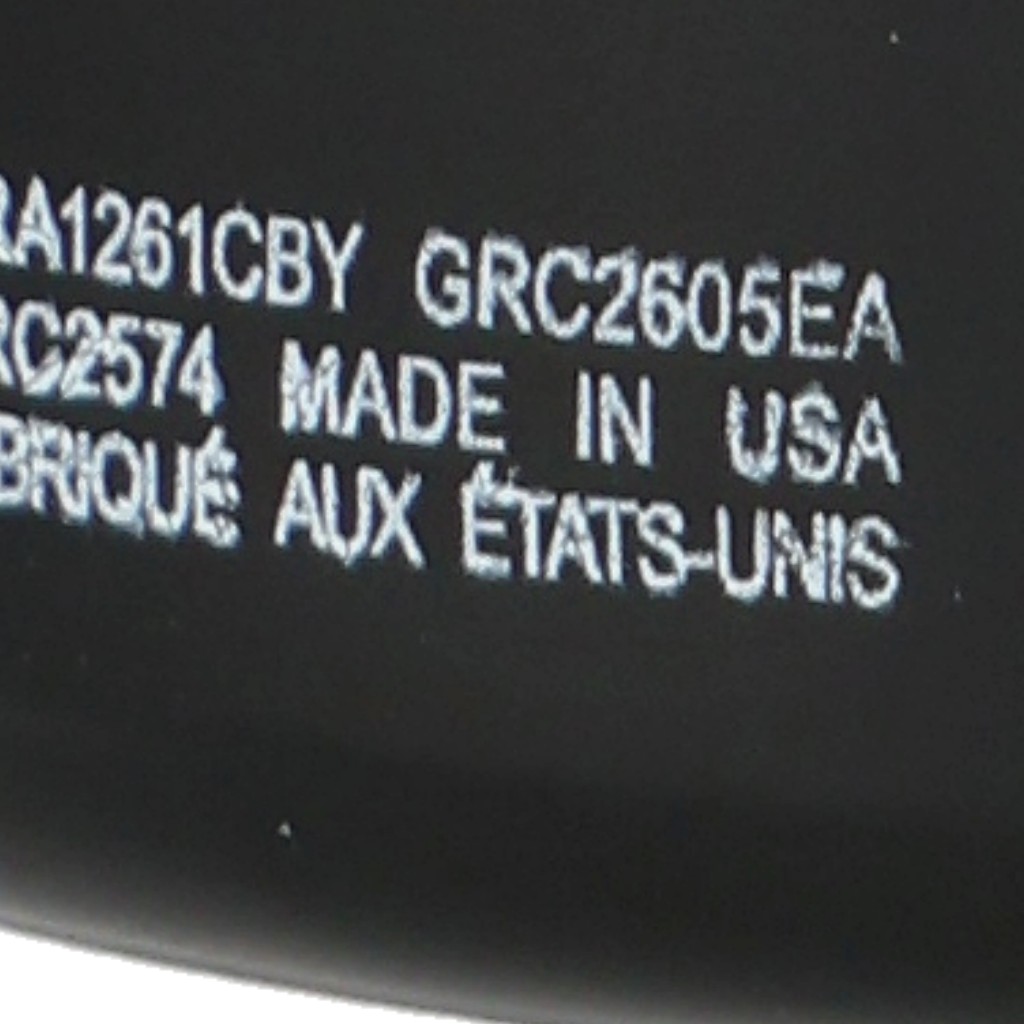 RA1261CBY GRC2605EA
RC2574 MADE IN USA
BRIQUÉ AUX ÉTATS-UNIS